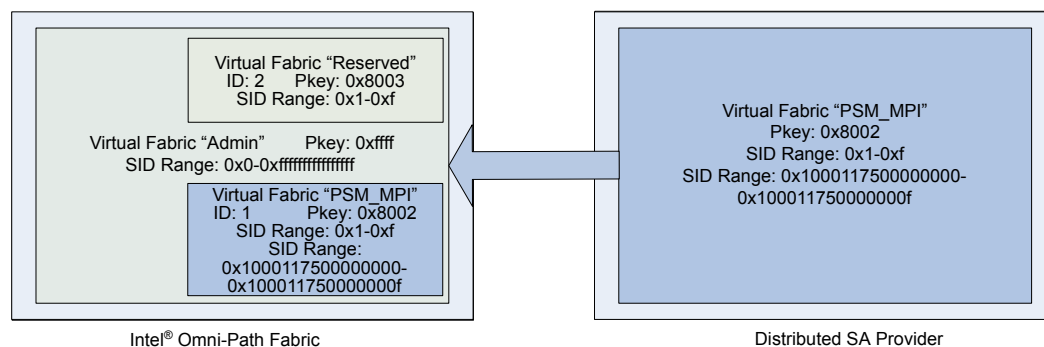 Virtual Fabric “Reserved”
ID: 2 Pkey: 0x8003
SID Range: 0x1-0xf
Virtual Fabric “Admin” Pkey: 0xffff
SID Range: 0x0-0xffffffffffffffff
Virtual Fabric “PSM_MPI”
ID: 1 Pkey: 0x8002
SID Range: 0x1-0xf
SID Range:
0x1000117500000000-
0x100011750000000f
Intel® Omni-Path Fabric
Virtual Fabric “PSM_MPI”
Pkey: 0x8002
SID Range: 0x1-0xf
SID Range: 0x1000117500000000-
0x100011750000000f
Distributed SA Provider